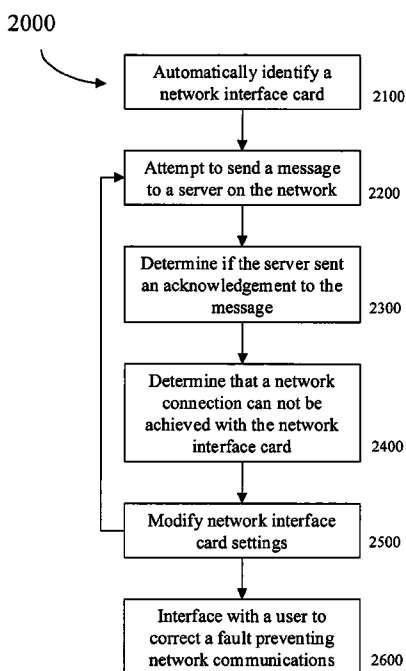 2000
Automatically identify a
network interface card
2100
Attempt to send a message
to a server on the network
2200
Determine if the server sent
an acknowledgement to the
message
2300
Determine that a network
connection can not be
achieved with the network
interface card
2400
Modify network interface
card settings
2500
Interface with a user to
correct a fault preventing
network communications
2600